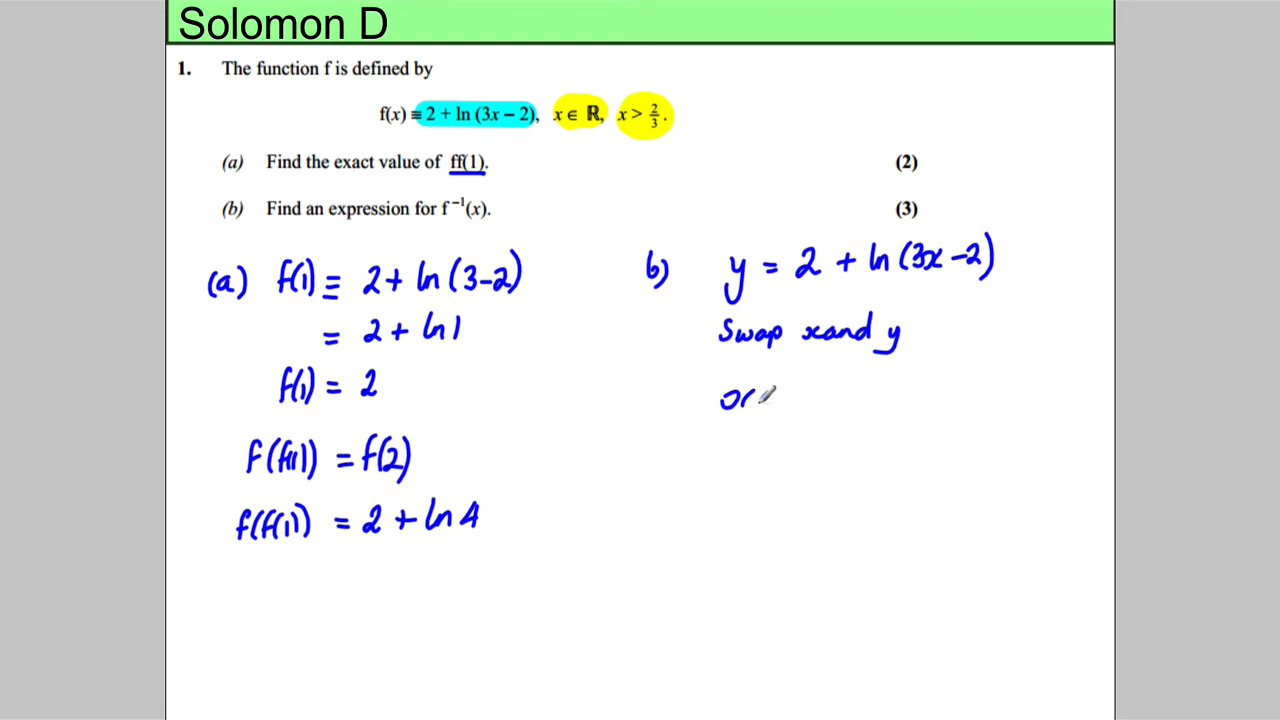 Solomon D
1. The function f is defined by
f(x) ≡ 2 + ln (3x − 2), x ∈ ℝ, x > 2/3 .
(a) Find the exact value of ff(1). (2)
(b) Find an expression for f⁻¹(x). (3)
(a) f(1) ≡ 2 + ln (3-2)
= 2 + ln 1
f(1) = 2
f(f(1)) = f(2)
f(f(1)) = 2 + ln 4
b) y = 2 + ln (3x -2)
Swap x and y
or